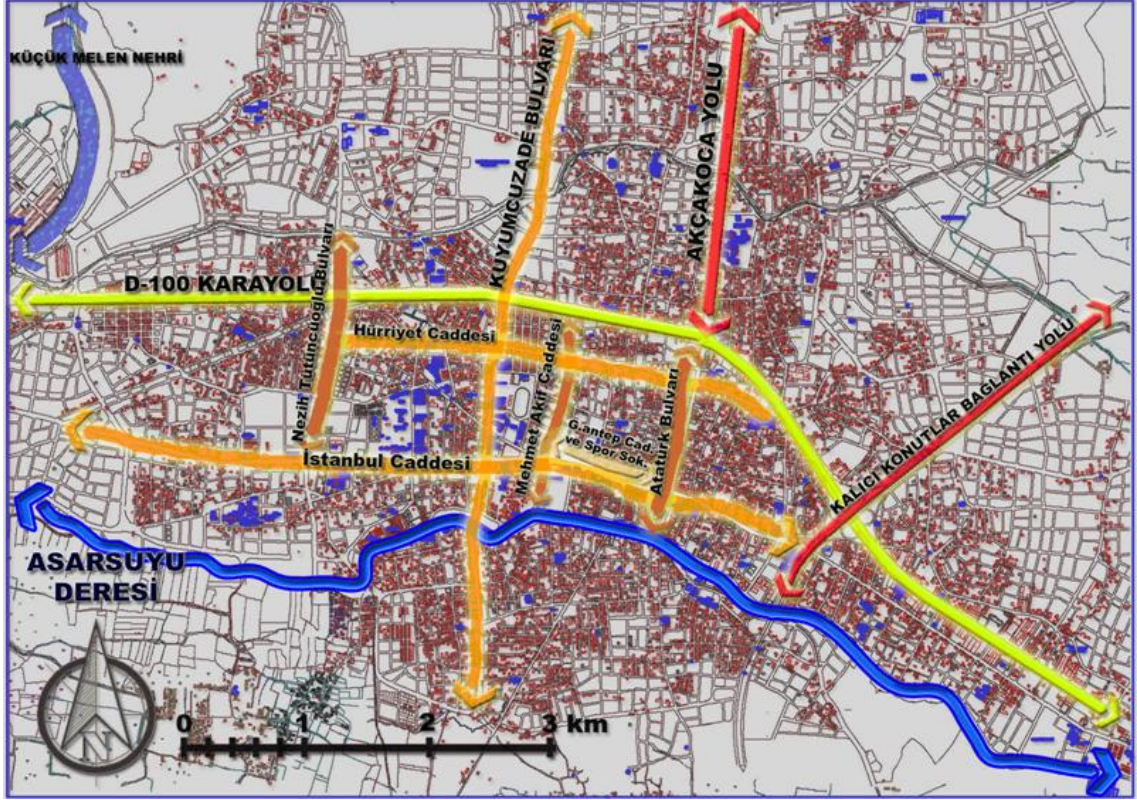 KÜÇÜK MELEN NEHRİ
KUYUMCUZADE BULVARI
AKÇAKOCA YOLU
D-100 KARAYOLU
Nezih Tütüncüoğlu Bulvarı
Hürriyet Caddesi
Mehmet Akif Caddesi
G.antep Cad.
ve Spor Sok.
Atatürk Bulvarı
KALICI KONUTLAR BAĞLANTI YOLU
İstanbul Caddesi
ASARSUYU
DERESİ
N
0 1 2 3 km